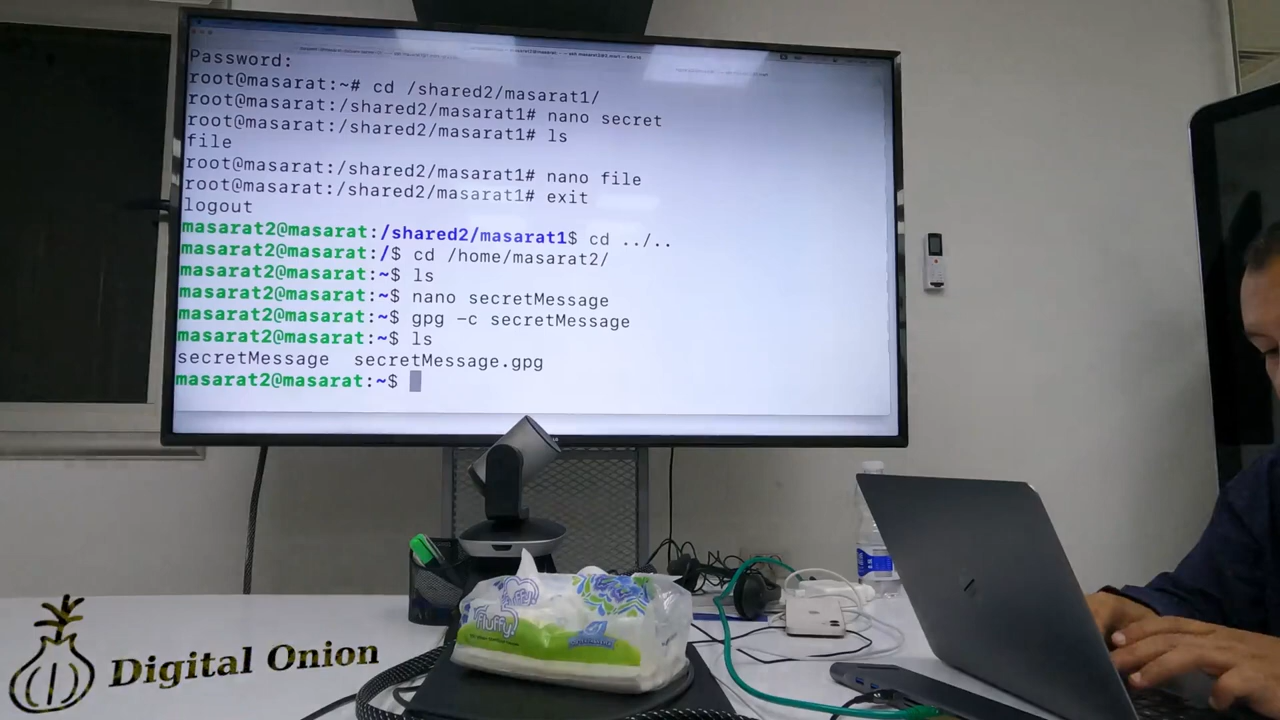 Password:
root@masarat:~# cd /shared2/masarat1/
root@masarat:/shared2/masarat1# nano secret
root@masarat:/shared2/masarat1# ls
file
root@masarat:/shared2/masarat1# nano file
root@masarat:/shared2/masarat1# exit
logout
masarat2@masarat:/shared2/masarat1$ cd ../..
masarat2@masarat:/$ cd /home/masarat2/
masarat2@masarat:~$ ls
masarat2@masarat:~$ nano secretMessage
masarat2@masarat:~$ gpg -c secretMessage
masarat2@masarat:~$ ls
secretMessage  secretMessage.gpg
masarat2@masarat:~$
Fluffy!
Fluffy!
Digital Onion